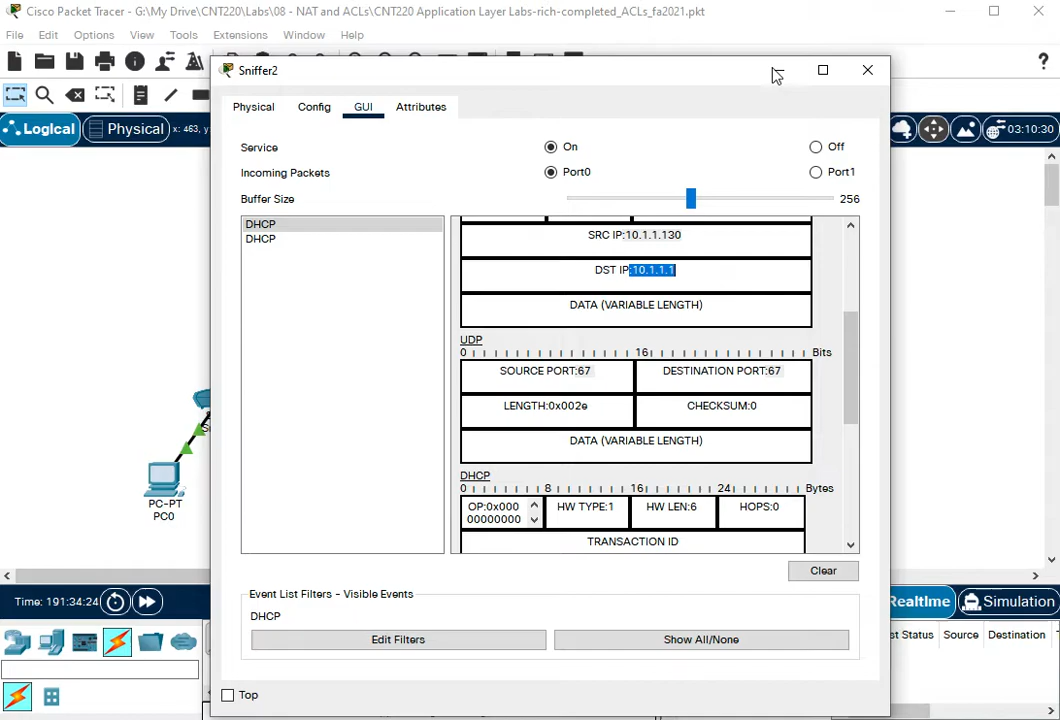 Cisco Packet Tracer - G:\My Drive\CNT220\Labs\08 - NAT and ACLs\CNT220 Application Layer Labs-rich-completed_ACLs_fa2021.pkt
File Edit Options View Tools Extensions Window Help
?
Sniffer2
Logical
Physical
x: 463, y
03:10:30
Physical Config GUI Attributes
Service On Off
Incoming Packets Port0 Port1
Buffer Size 256
DHCP
DHCP
SRC IP:10.1.1.130
DST IP:10.1.1.1
DATA (VARIABLE LENGTH)
UDP
0 16 Bits
SOURCE PORT:67 DESTINATION PORT:67
LENGTH:0x002e CHECKSUM:0
DATA (VARIABLE LENGTH)
DHCP
0 8 16 24 Bytes
OP:0x000
00000000
HW TYPE:1 HW LEN:6 HOPS:0
TRANSACTION ID
Clear
PC-PT
PC0
Event List Filters - Visible Events
DHCP
Edit Filters Show All/None
Top
Time: 191:34:24
Realtime Simulation
st Status Source Destination